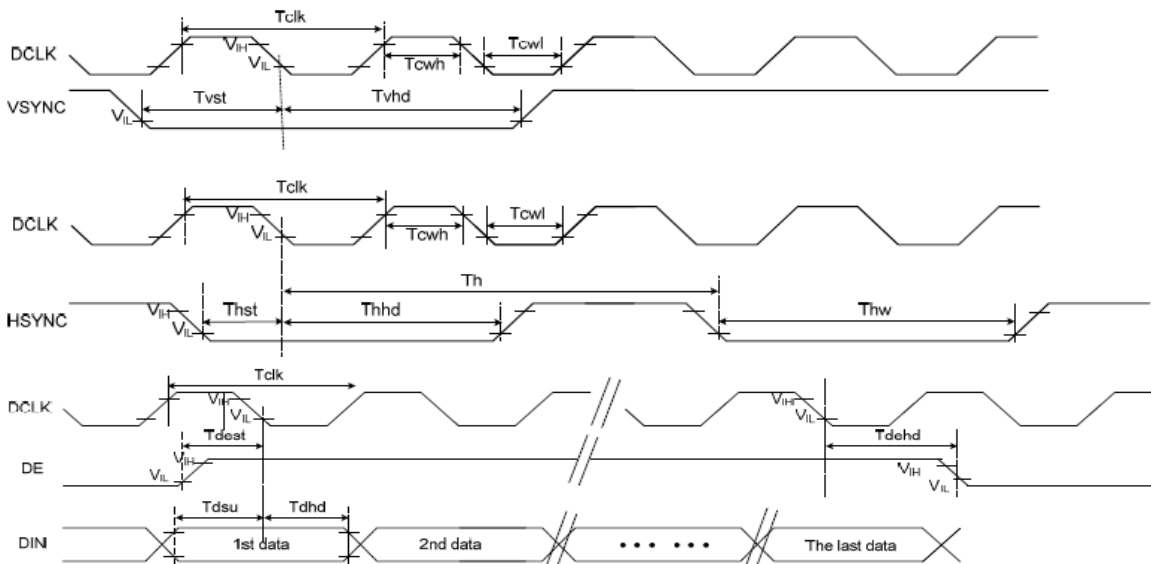 Tclk
DCLK VIH VIL Tcwh Tcwl
VSYNC VIL Tvst Tvhd
Tclk
DCLK VIH VIL Tcwh Tcwl
Th
HSYNC VIH VIL Thst Thhd Thw
Tclk
DCLK VIH VIL VIH VIL
Tdest Tdehd
DE VIH VIL VIH VIL
Tdsu Tdhd
DIN 1st data 2nd data • • • • • • The last data